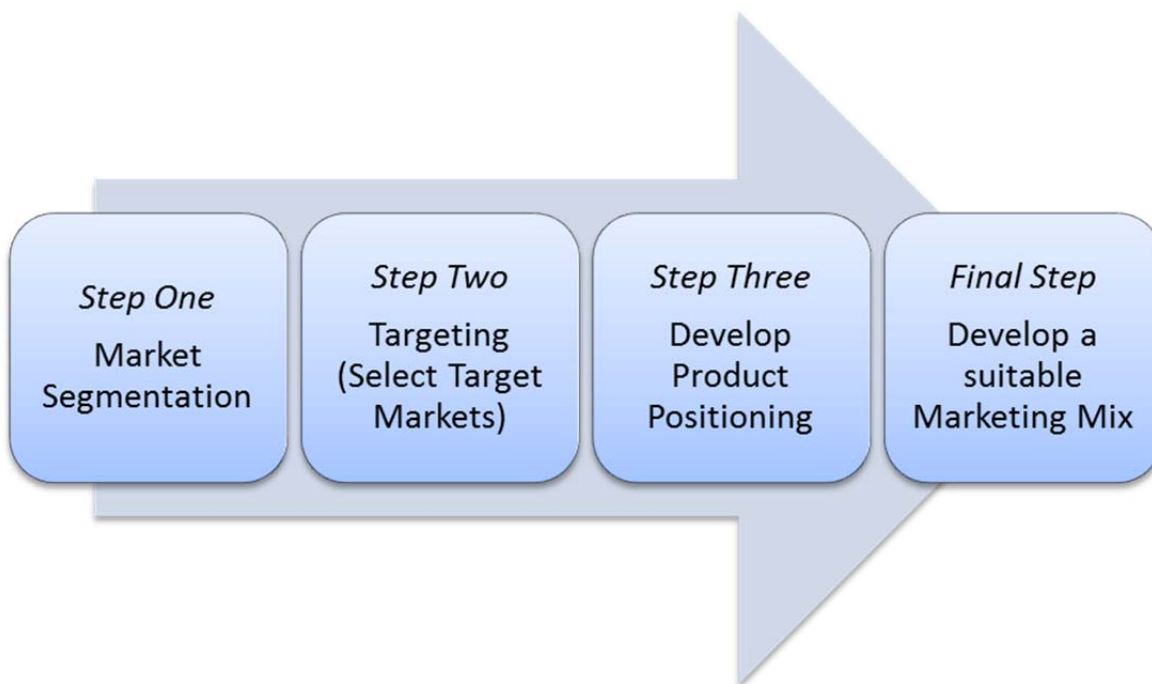 Step One
Market
Segmentation
Step Two
Targeting
(Select Target
Markets)
Step Three
Develop
Product
Positioning
Final Step
Develop a
suitable
Marketing Mix